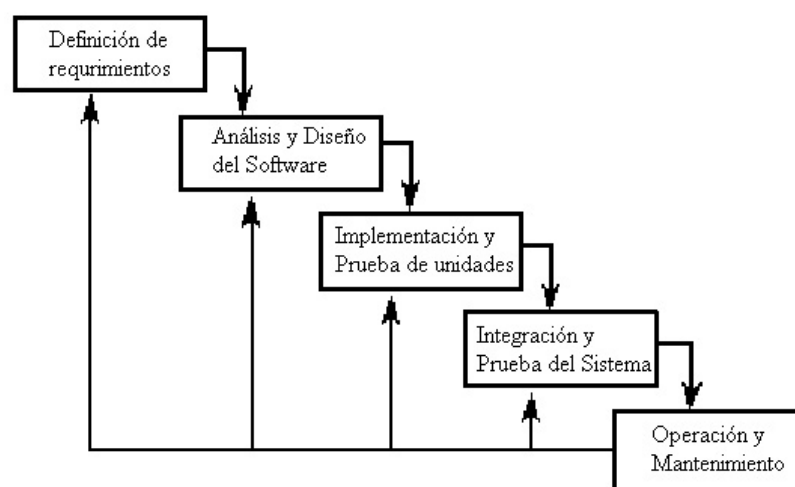 Definición de
requrimientos
Análisis y Diseño
del Software
Implementación y
Prueba de unidades
Integración y
Prueba del Sistema
Operación y
Mantenimiento